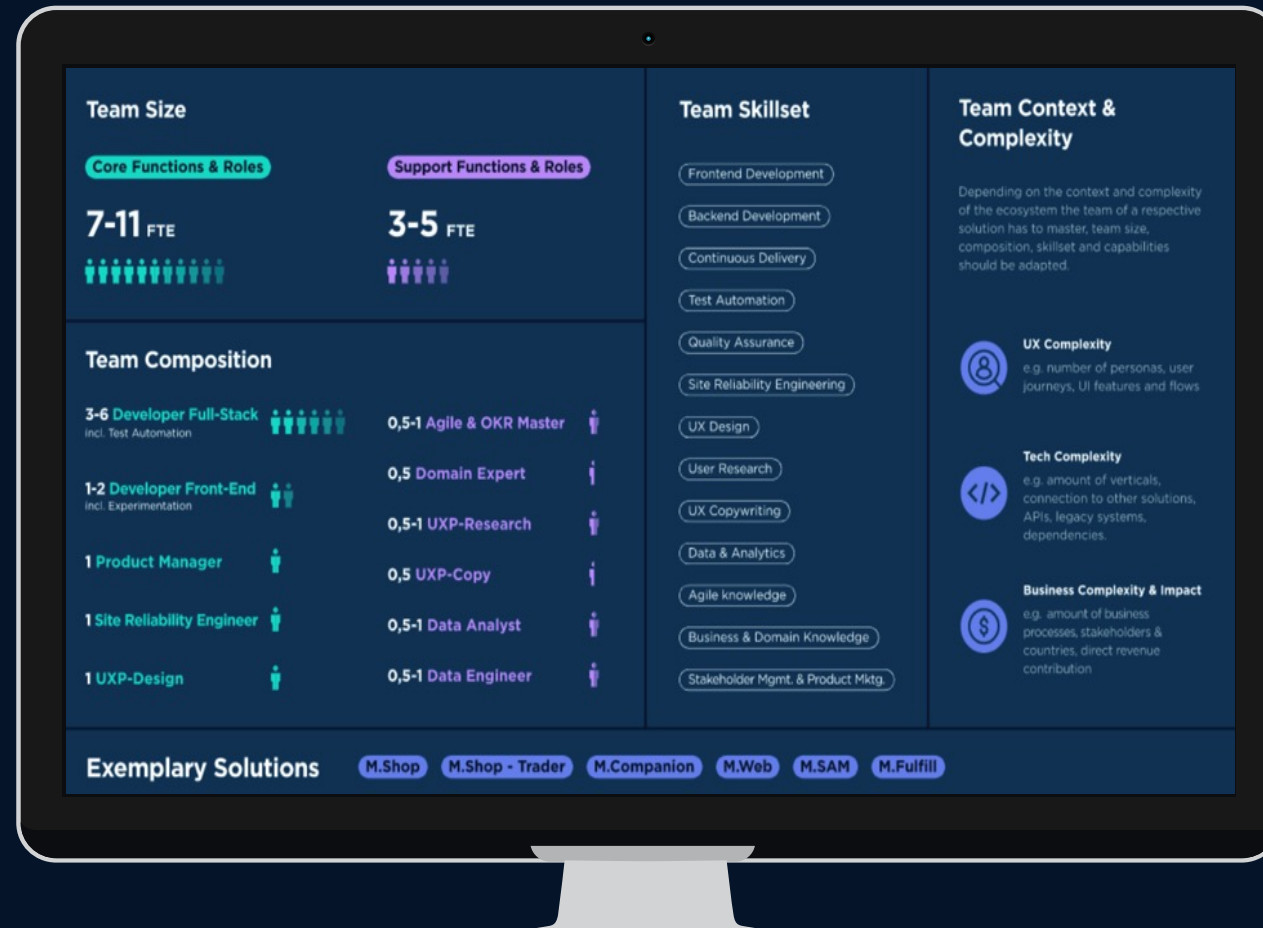 Team Size
Core Functions & Roles
7-11 FTE
Support Functions & Roles
3-5 FTE
Team Composition
3-6 Developer Full-Stack
incl. Test Automation
1-2 Developer Front-End
incl. Experimentation
1 Product Manager
1 Site Reliability Engineer
1 UXP-Design
0,5-1 Agile & OKR Master
0,5 Domain Expert
0,5-1 UXP-Research
0,5 UXP-Copy
0,5-1 Data Analyst
0,5-1 Data Engineer
Team Skillset
Frontend Development
Backend Development
Continuous Delivery
Test Automation
Quality Assurance
Site Reliability Engineering
UX Design
User Research
UX Copywriting
Data & Analytics
Agile knowledge
Business & Domain Knowledge
Stakeholder Mgmt. & Product Mktg.
Team Context &
Complexity
Depending on the context and complexity
of the ecosystem the team of a respective
solution has to master, team size,
composition, skillset and capabilities
should be adapted.
UX Complexity
e.g. number of personas, user
journeys, UI features and flows
Tech Complexity
e.g. amount of verticals,
connection to other solutions,
APIs, legacy systems,
dependencies.
Business Complexity & Impact
e.g. amount of business
processes, stakeholders &
countries, direct revenue
contribution
Exemplary Solutions
M.Shop
M.Shop - Trader
M.Companion
M.Web
M.SAM
M.Fulfill